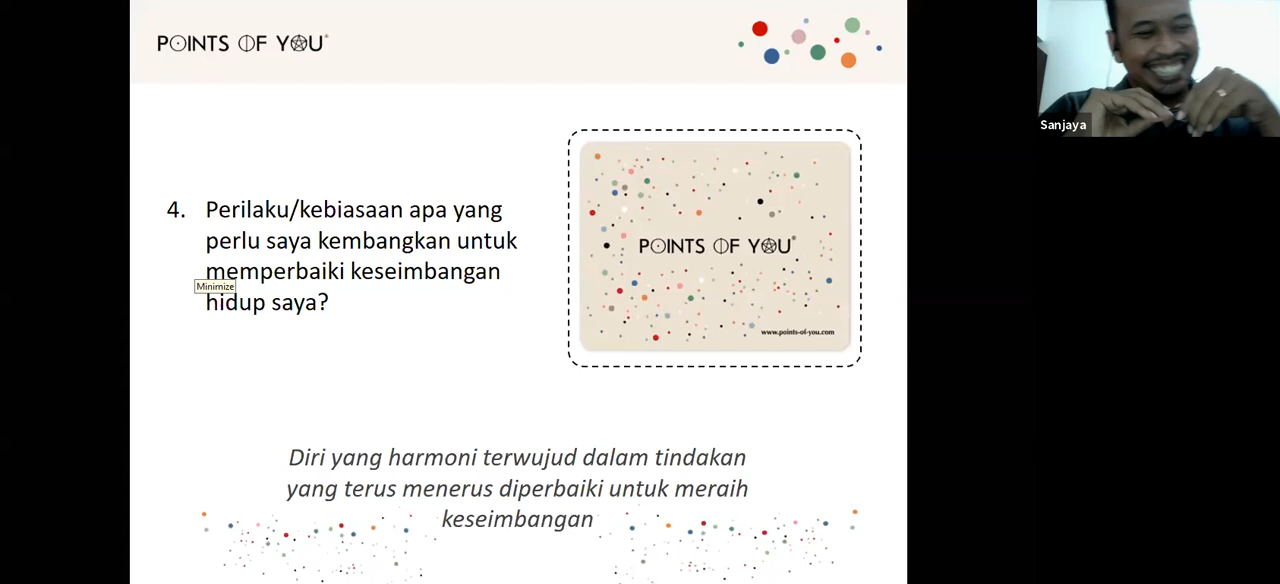 POINTS OF YOU®
Sanjaya
4. Perilaku/kebiasaan apa yang
perlu saya kembangkan untuk
memperbaiki keseimbangan
Minimize
hidup saya?
POINTS OF YOU®
www.points-of-you.com
Diri yang harmoni terwujud dalam tindakan
yang terus menerus diperbaiki untuk meraih
keseimbangan